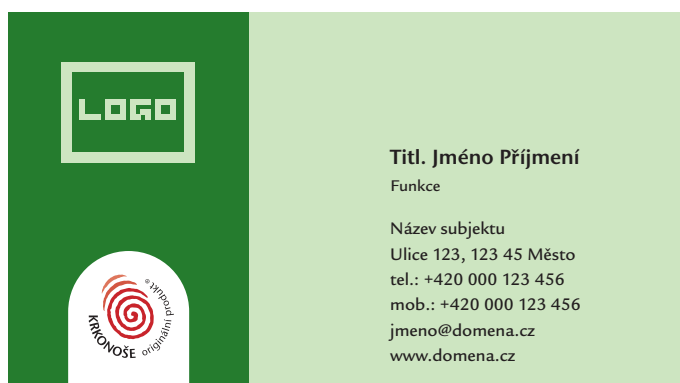 LOGO
KRKONOŠE originální produkt®
Titl. Jméno Příjmení
Funkce
Název subjektu
Ulice 123, 123 45 Město
tel.: +420 000 123 456
mob.: +420 000 123 456
jmeno@domena.cz
www.domena.cz